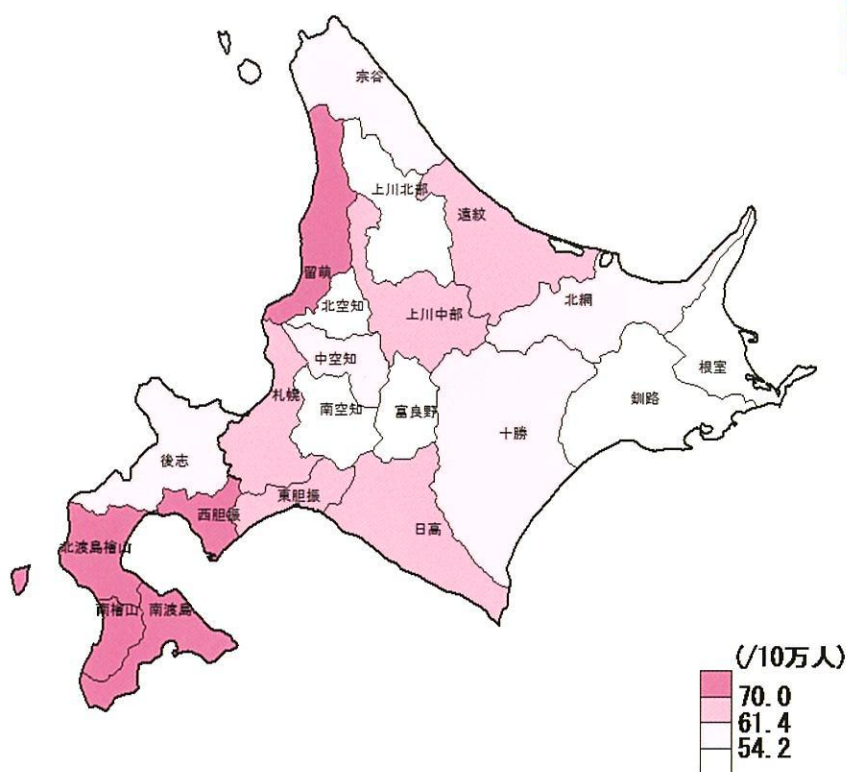 宗谷
上川北部
遠紋
留萌
北空知
上川中部
北網
中空知
根室
札幌
南空知
富良野
釧路
十勝
後志
西胆振
東胆振
日高
北渡島檜山
南檜山
南渡島
(/10万人)
70.0
61.4
54.2